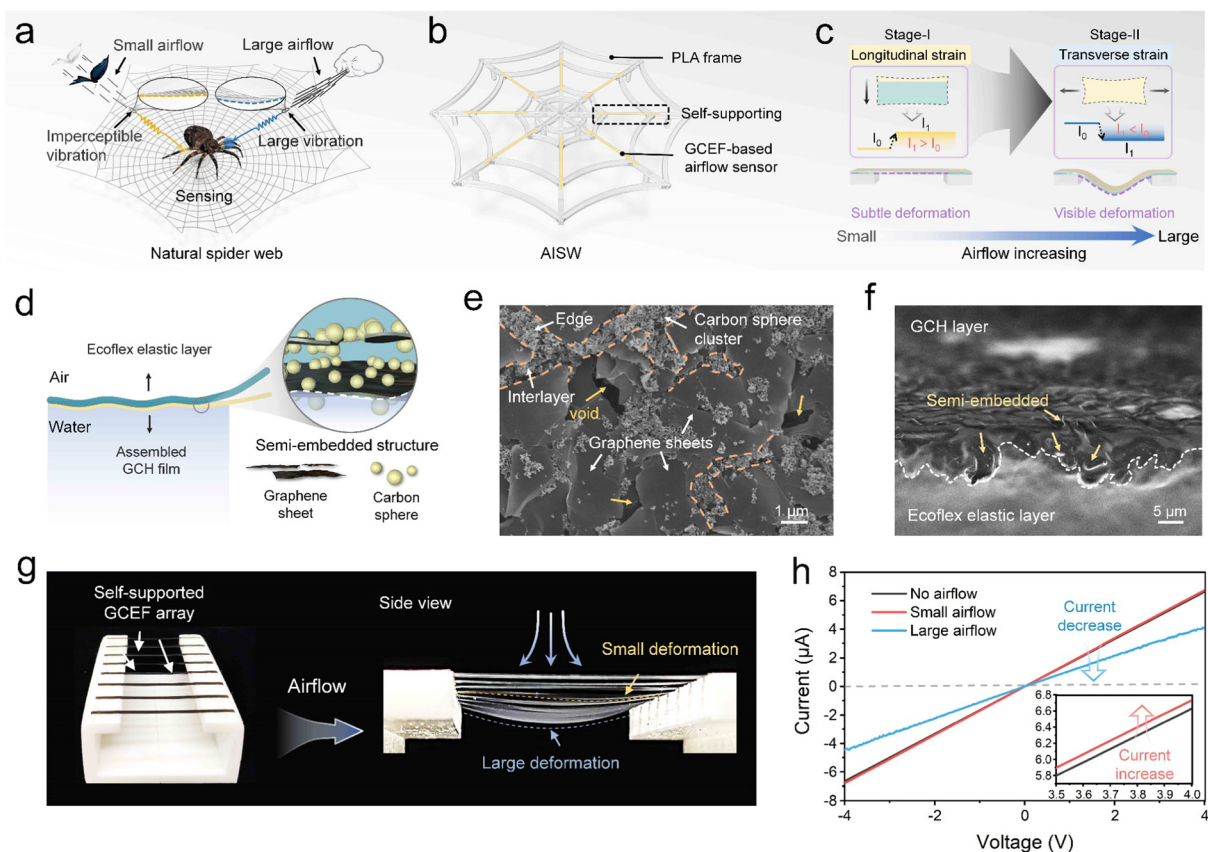 a
Small airflow
Large airflow
Imperceptible
vibration
Large vibration
Sensing
Natural spider web
b
PLA frame
Self-supporting
GCEF-based
airflow sensor
AISW
c
Stage-I
Longitudinal strain
I₁
I₀
I₁ > I₀
Subtle deformation
Stage-II
Transverse strain
I₀
I₁ < I₀
I₁
Visible deformation
Small
Large
Airflow increasing
d
Ecoflex elastic layer
Air
Water
Assembled
GCH film
Semi-embedded structure
Graphene
sheet
Carbon
sphere
e
Edge
Carbon sphere
cluster
Interlayer
void
Graphene sheets
1 μm
f
GCH layer
Semi-embedded
Ecoflex elastic layer
5 μm
g
Self-supported
GCEF array
Airflow
Side view
Small deformation
Large deformation
h
No airflow
Small airflow
Large airflow
Current
decrease
Current
increase
Current (μA)
8
6
4
2
0
-2
-4
-6
-8
-4
-2
0
2
4
Voltage (V)
6.8
6.6
6.4
6.2
6.0
5.8
3.5
3.6
3.7
3.8
3.9
4.0